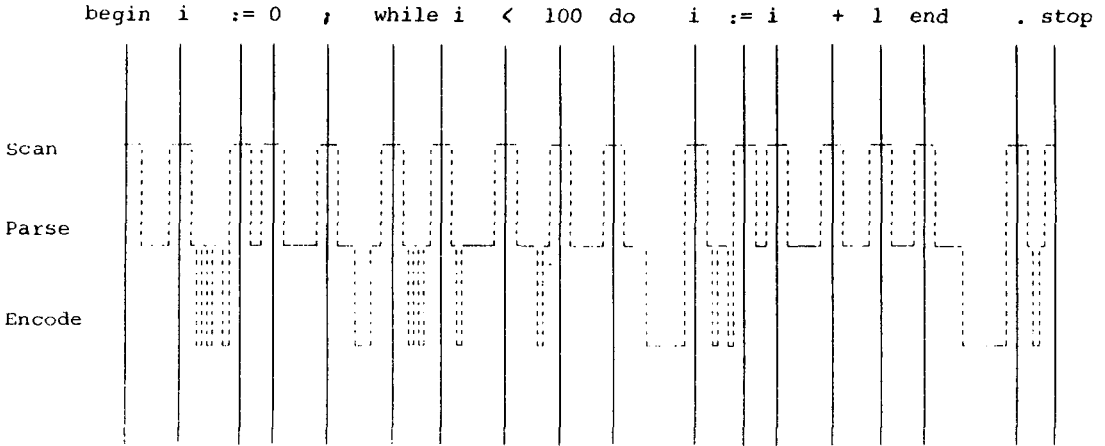 begin i := 0 ; while i < 100 do i := i + 1 end . stop
Scan
Parse
Encode